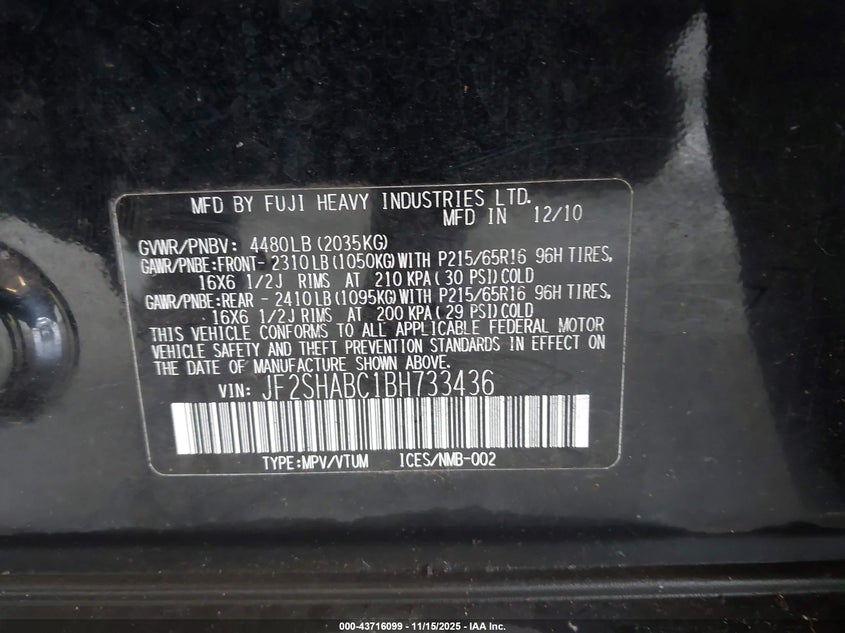 MFD BY FUJI HEAVY INDUSTRIES LTD.
MFD IN 12/10
GVWR/PNBV: 4480LB (2035KG)
GAWR/PNBE:FRONT- 2310LB (1050KG) WITH P215/65R16 96H TIRES,
16X6 1/2J RIMS AT 210 KPA (30 PSI) COLD
GAWR/PNBE:REAR - 2410LB (1095KG) WITH P215/65R16 96H TIRES,
16X6 1/2J RIMS AT 200 KPA (29 PSI) COLD
THIS VEHICLE CONFORMS TO ALL APPLICABLE FEDERAL MOTOR
VEHICLE SAFETY AND THEFT PREVENTION STANDARDS IN EFFECT ON
THE DATE OF MANUFACTURE SHOWN ABOVE.
VIN: JF2SHABC1BH733436
TYPE:MPV/VTUM ICES/NMB-002
000-43716099 - 11/15/2025 - IAA Inc.